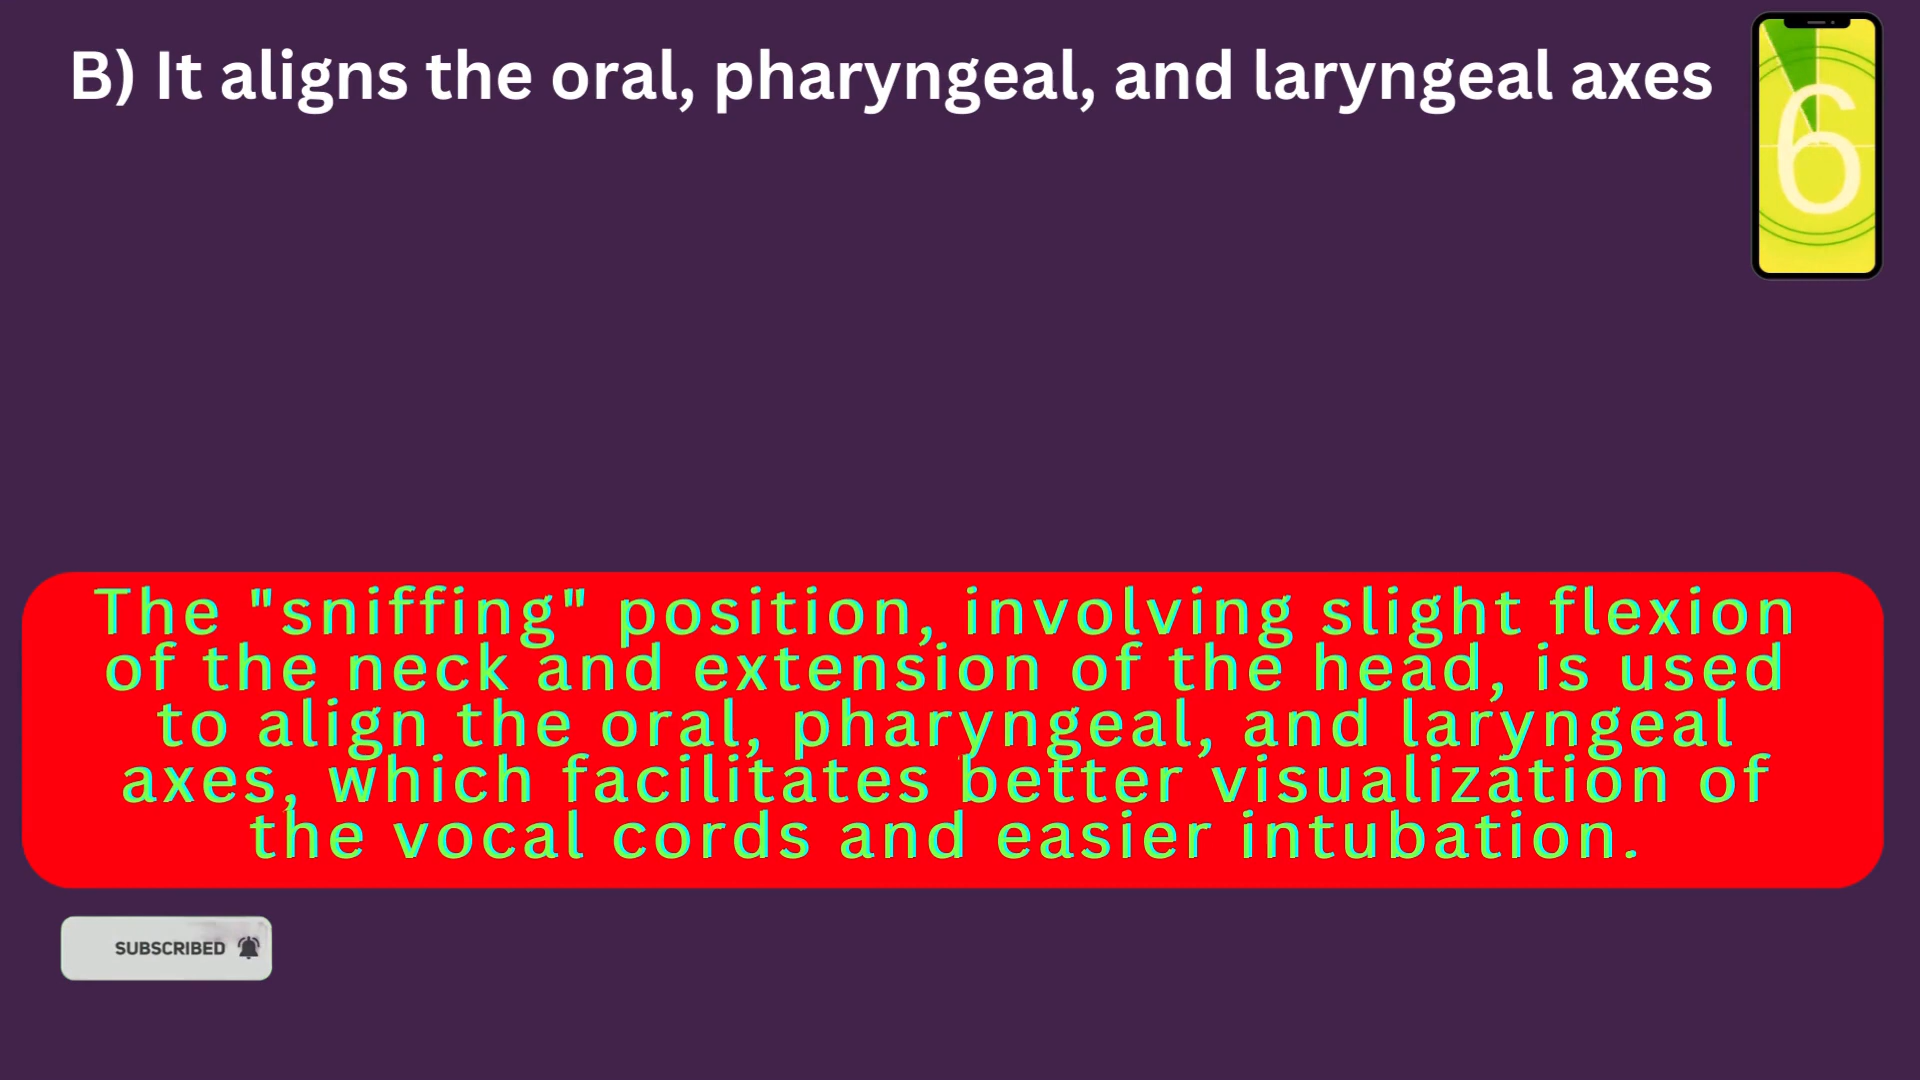 B) It aligns the oral, pharyngeal, and laryngeal axes
6
The "sniffing" position, involving slight flexion
of the neck and extension of the head, is used
to align the oral, pharyngeal, and laryngeal
axes, which facilitates better visualization of
the vocal cords and easier intubation.
SUBSCRIBED